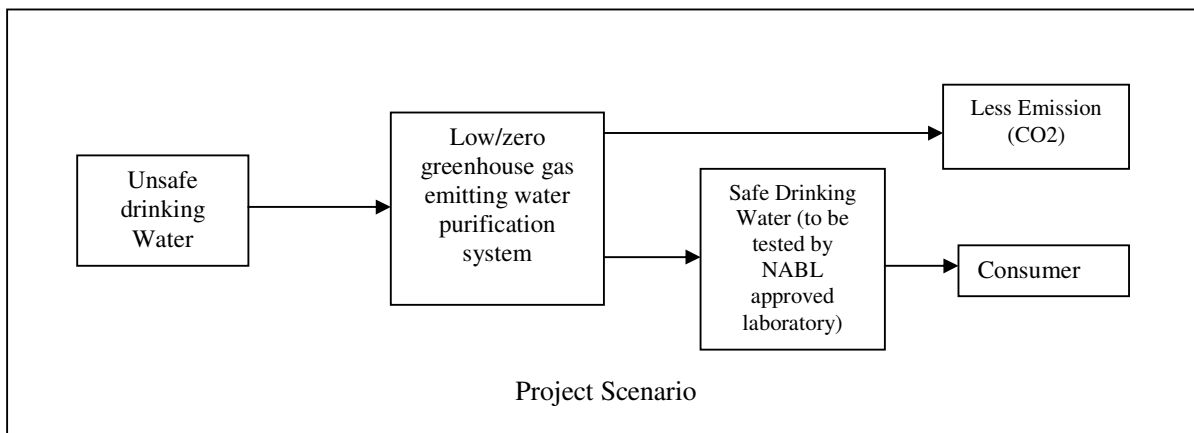 Unsafe
drinking
Water
Low/zero
greenhouse gas
emitting water
purification
system
Less Emission
(CO2)
Safe Drinking
Water (to be
tested by
NABL
approved
laboratory)
Consumer
Project Scenario